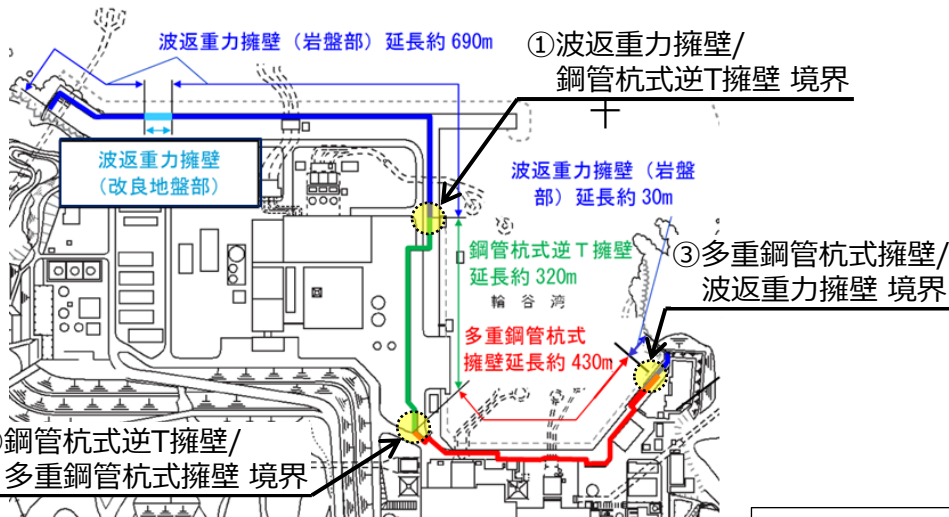 波返重力擁壁（岩盤部）延長約 690m
①波返重力擁壁/
鋼管杭式逆T擁壁 境界
波返重力擁壁
（改良地盤部）
波返重力擁壁（岩盤
部）延長約 30m
鋼管杭式逆Ｔ擁壁
延長約 320m
輪谷湾
③多重鋼管杭式擁壁/
波返重力擁壁 境界
多重鋼管杭式
擁壁延長約 430m
鋼管杭式逆T擁壁/
多重鋼管杭式擁壁 境界